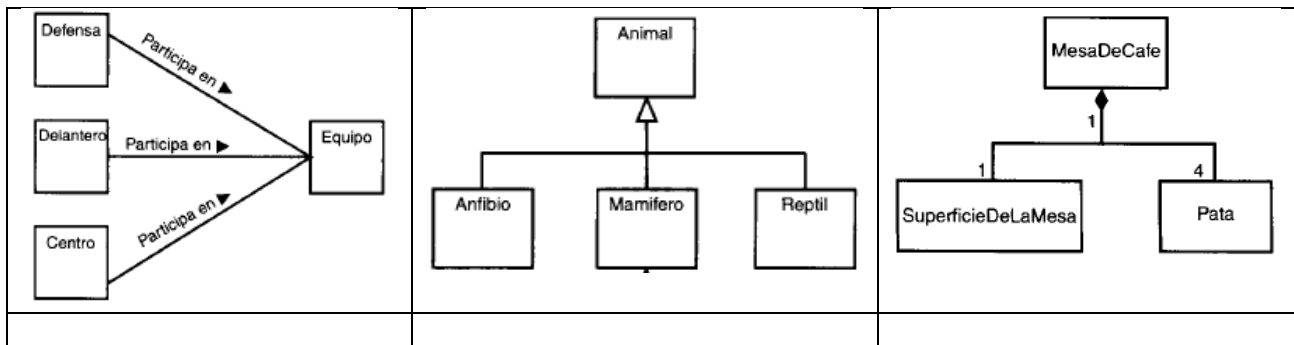 Defensa
Participa en ▶
Delantero
Participa en ▶
Equipo
Centro
Participa en ▶
Animal
Anfibio
Mamifero
Reptil
MesaDeCafe
1
1
4
SuperficieDeLaMesa
Pata